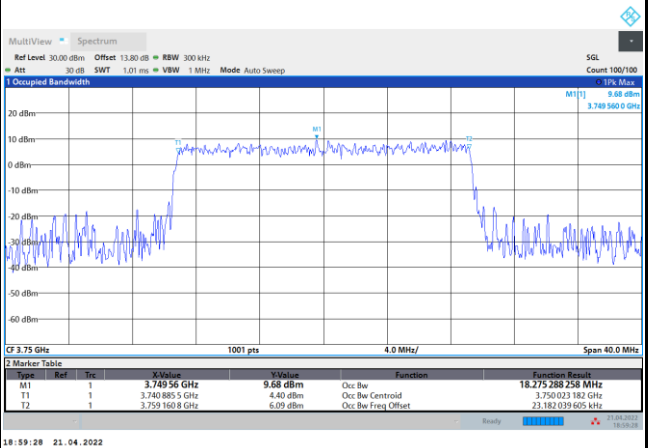 MultiView Spectrum
Ref Level 30.00 dBm Offset 13.80 dB RBW 300 kHz SGL
Att 30 dB SWT 1.01 ms VBW 1 MHz Mode Auto Sweep Count 100/100
1 Occupied Bandwidth 1Pk Max
M1[1] 9.68 dBm
3.749 560 0 GHz
20 dBm
M1
10 dBm
T1 T2
0 dBm
-10 dBm
-20 dBm
-30 dBm
-40 dBm
-50 dBm
-60 dBm
CF 3.75 GHz 1001 pts 4.0 MHz/ Span 40.0 MHz
2 Marker Table
Type Ref Trc X-Value Y-Value Function Function Result
M1 1 3.749 56 GHz 9.68 dBm Occ Bw 18.275 288 258 MHz
T1 1 3.740 885 5 GHz 4.40 dBm Occ Bw Centroid 3.750 023 182 GHz
T2 1 3.759 160 8 GHz 6.09 dBm Occ Bw Freq Offset 23.182 039 605 kHz
Ready 21.04.2022
18:59:28
18:59:28 21.04.2022